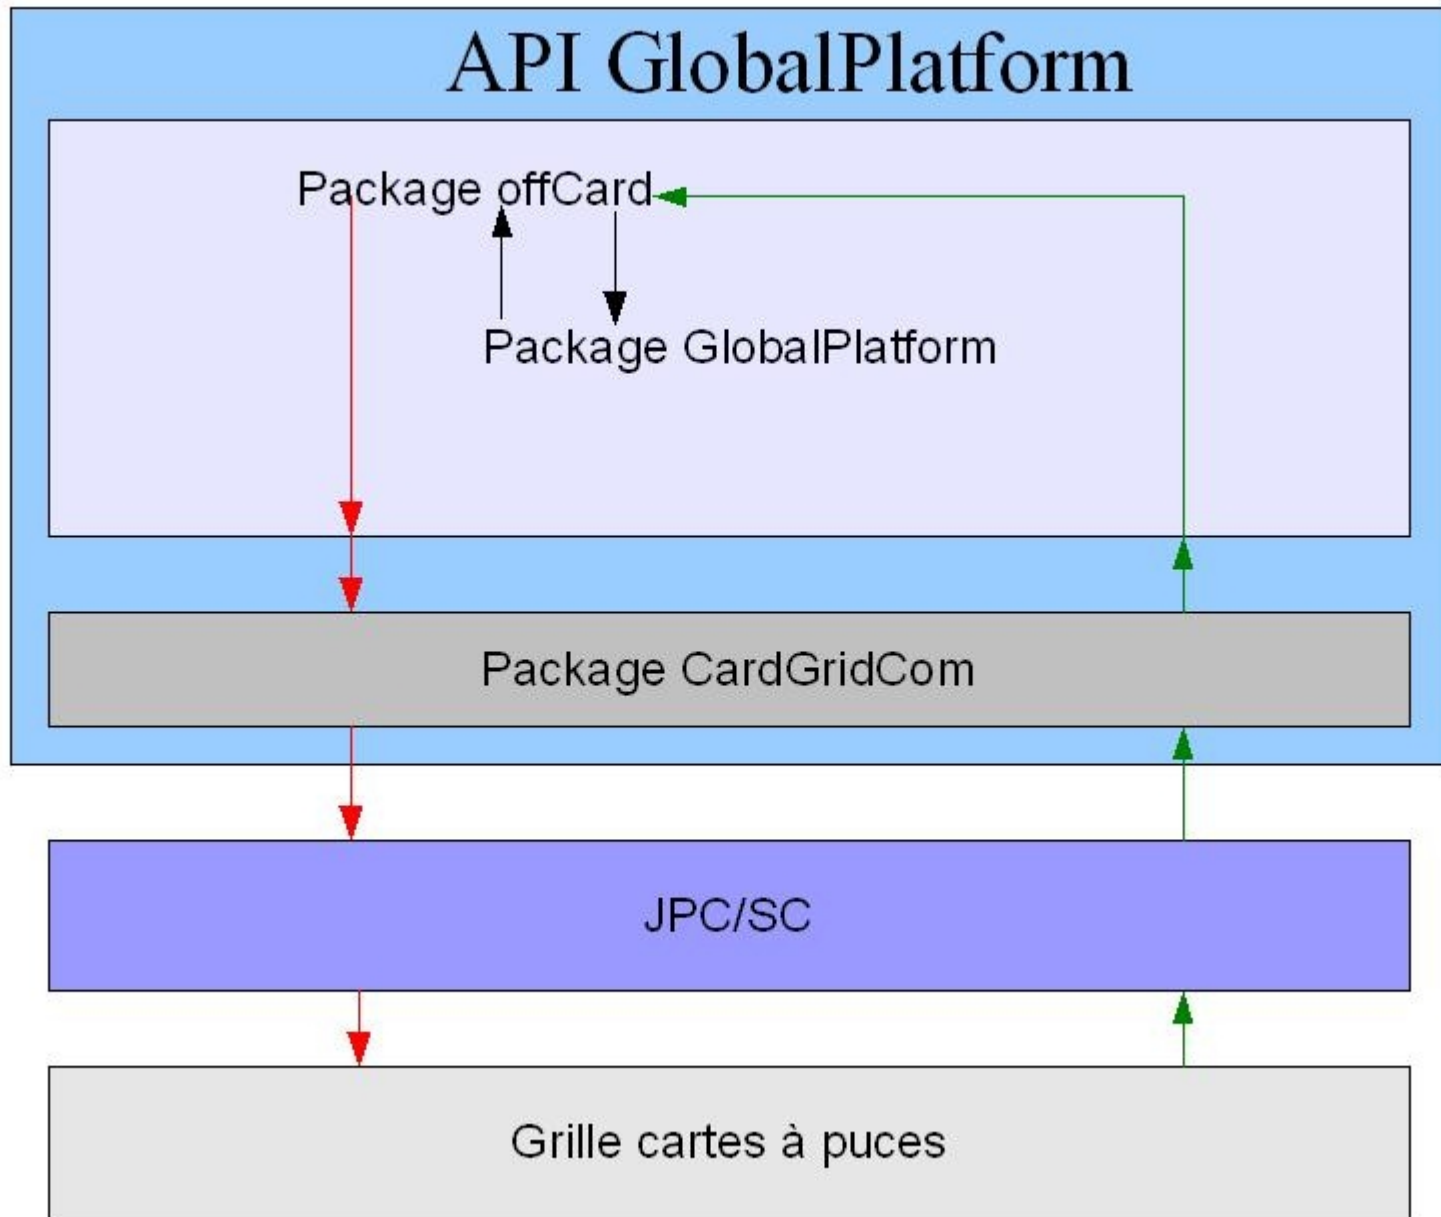 API GlobalPlatform
Package offCard
Package GlobalPlatform
Package CardGridCom
JPC/SC
Grille cartes à puces